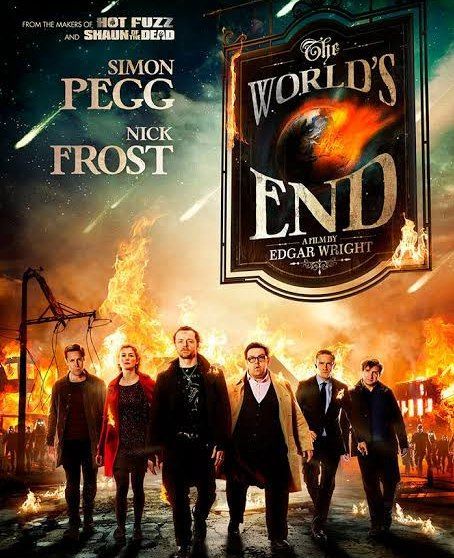 FROM THE MAKERS OF HOT FUZZ
AND SHAUN OF THE DEAD
SIMON
PEGG
NICK
FROST
The
WORLD'S
END
A FILM BY
EDGAR WRIGHT